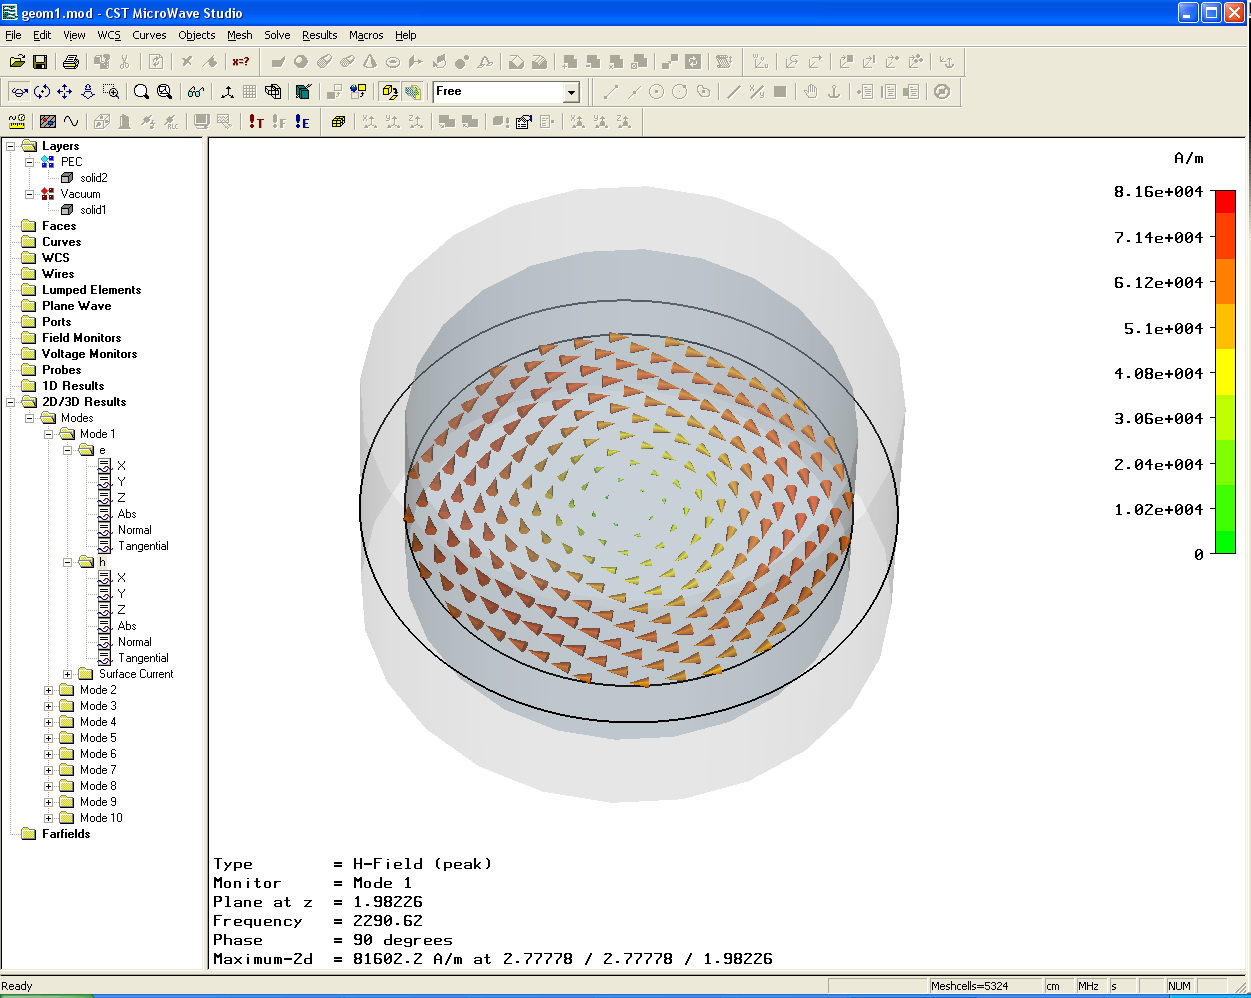 geom1.mod - CST MicroWave Studio
File Edit View WCS Curves Objects Mesh Solve Results Macros Help
x=?
Free
Layers
PEC
solid2
Vacuum
solid1
Faces
Curves
WCS
Wires
Lumped Elements
Plane Wave
Ports
Field Monitors
Voltage Monitors
Probes
1D Results
2D/3D Results
Modes
Mode 1
e
X
Y
Z
Abs
Normal
Tangential
h
X
Y
Z
Abs
Normal
Tangential
Surface Current
Mode 2
Mode 3
Mode 4
Mode 5
Mode 6
Mode 7
Mode 8
Mode 9
Mode 10
Farfields
A/m
8.16e+004
7.14e+004
6.12e+004
5.1e+004
4.08e+004
3.06e+004
2.04e+004
1.02e+004
0
Type = H-Field (peak)
Monitor = Mode 1
Plane at z = 1.98226
Frequency = 2290.62
Phase = 90 degrees
Maximum-2d = 81602.2 A/m at 2.77778 / 2.77778 / 1.98226
Ready
Meshcells=5324 cm MHz s NUM